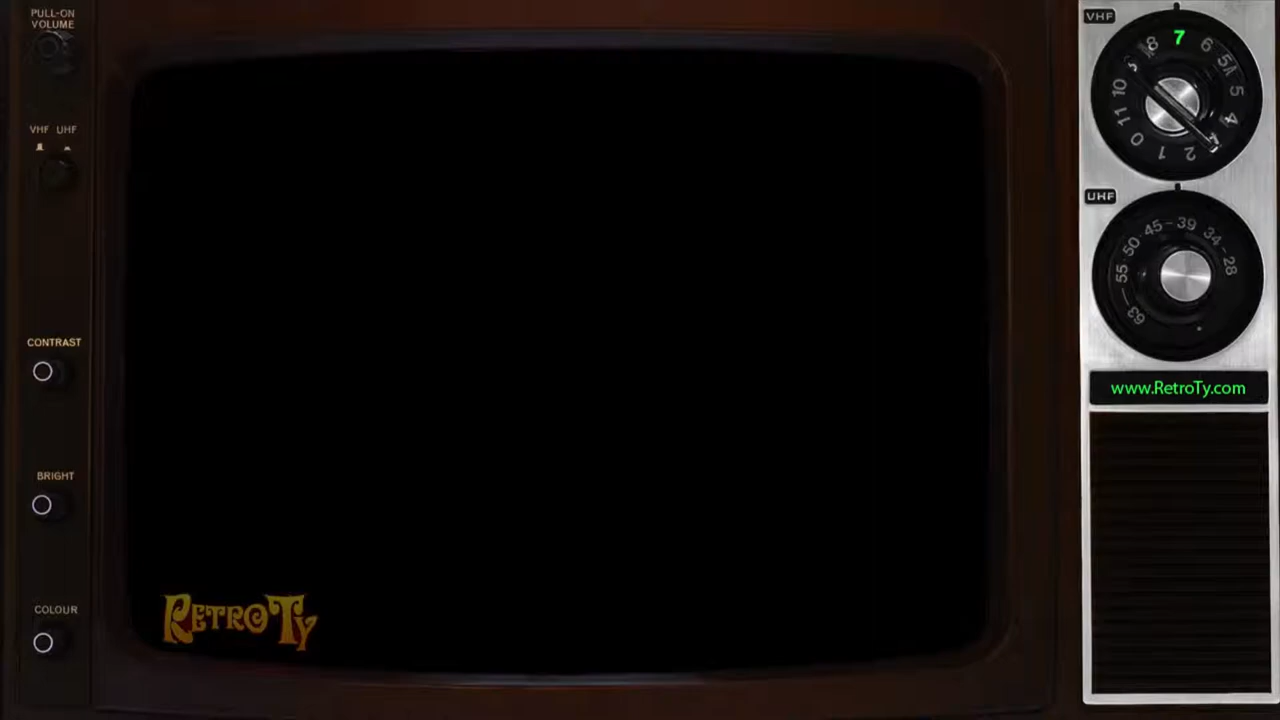 PULL-ON
VOLUME
VHF UHF
CONTRAST
BRIGHT
COLOUR
RETROTY
VHF
7
6
5A
5
4
2
1
0
11
10
8
UHF
63
55
50
45
39
34
28
www.RetroTy.com